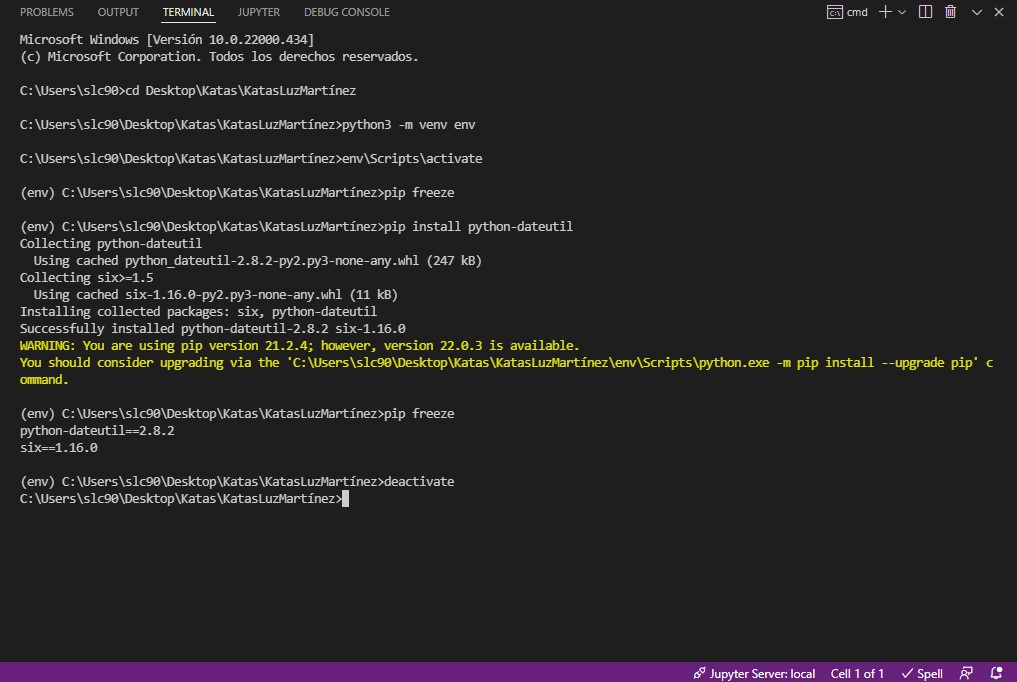 PROBLEMS OUTPUT TERMINAL JUPYTER DEBUG CONSOLE cmd
Microsoft Windows [Versión 10.0.22000.434]
(c) Microsoft Corporation. Todos los derechos reservados.
C:\Users\slc90>cd Desktop\Katas\KatasLuzMartínez
C:\Users\slc90\Desktop\Katas\KatasLuzMartínez>python3 -m venv env
C:\Users\slc90\Desktop\Katas\KatasLuzMartínez>env\Scripts\activate
(env) C:\Users\slc90\Desktop\Katas\KatasLuzMartínez>pip freeze
(env) C:\Users\slc90\Desktop\Katas\KatasLuzMartínez>pip install python-dateutil
Collecting python-dateutil
  Using cached python_dateutil-2.8.2-py2.py3-none-any.whl (247 kB)
Collecting six>=1.5
  Using cached six-1.16.0-py2.py3-none-any.whl (11 kB)
Installing collected packages: six, python-dateutil
Successfully installed python-dateutil-2.8.2 six-1.16.0
WARNING: You are using pip version 21.2.4; however, version 22.0.3 is available.
You should consider upgrading via the 'C:\Users\slc90\Desktop\Katas\KatasLuzMartínez\env\Scripts\python.exe -m pip install --upgrade pip' c
ommand.
(env) C:\Users\slc90\Desktop\Katas\KatasLuzMartínez>pip freeze
python-dateutil==2.8.2
six==1.16.0
(env) C:\Users\slc90\Desktop\Katas\KatasLuzMartínez>deactivate
C:\Users\slc90\Desktop\Katas\KatasLuzMartínez>
Jupyter Server: local Cell 1 of 1 Spell